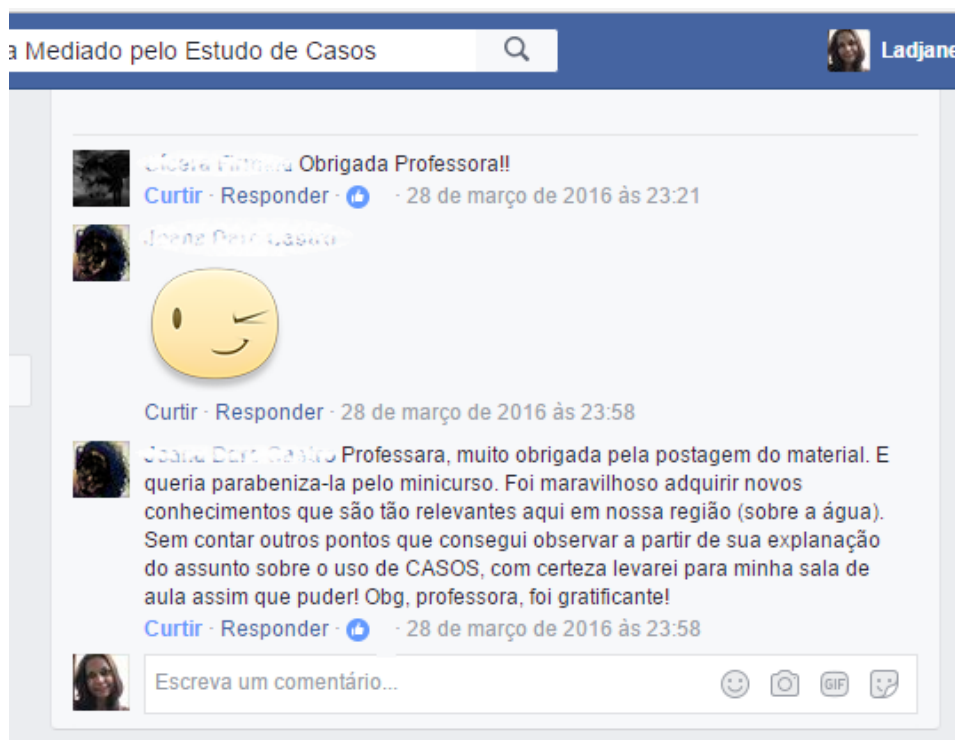 a Mediado pelo Estudo de Casos
Ladjane
Obrigada Professora!!
Curtir · Responder · · 28 de março de 2016 às 23:21
Curtir · Responder · 28 de março de 2016 às 23:58
Professara, muito obrigada pela postagem do material. E
queria parabeniza-la pelo minicurso. Foi maravilhoso adquirir novos
conhecimentos que são tão relevantes aqui em nossa região (sobre a água).
Sem contar outros pontos que consegui observar a partir de sua explanação
do assunto sobre o uso de CASOS, com certeza levarei para minha sala de
aula assim que puder! Obg, professora, foi gratificante!
Curtir · Responder · · 28 de março de 2016 às 23:58
Escreva um comentário...
GIF